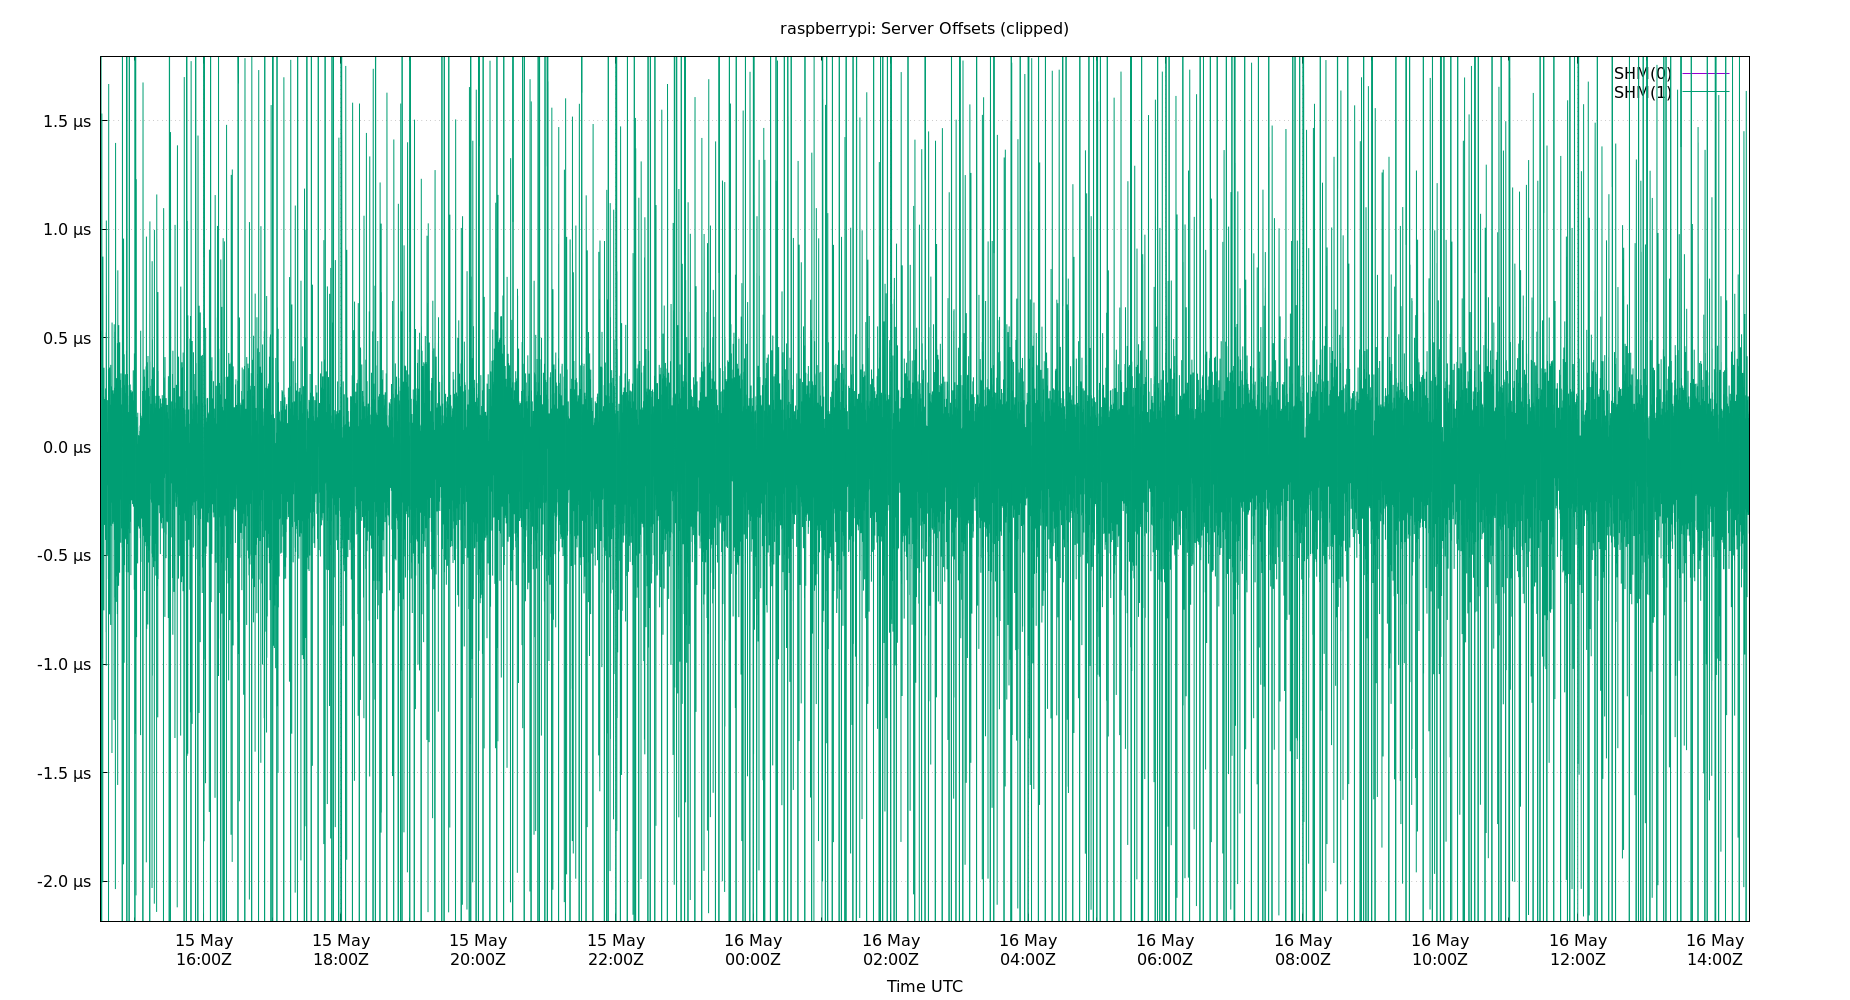 raspberrypi: Server Offsets (clipped)
SHM(0)
SHM(1)
1.5 µs
1.0 µs
0.5 µs
0.0 µs
-0.5 µs
-1.0 µs
-1.5 µs
-2.0 µs
15 May 15 May 15 May 15 May 16 May 16 May 16 May 16 May 16 May 16 May 16 May 16 May
16:00Z 18:00Z 20:00Z 22:00Z 00:00Z 02:00Z 04:00Z 06:00Z 08:00Z 10:00Z 12:00Z 14:00Z
Time UTC